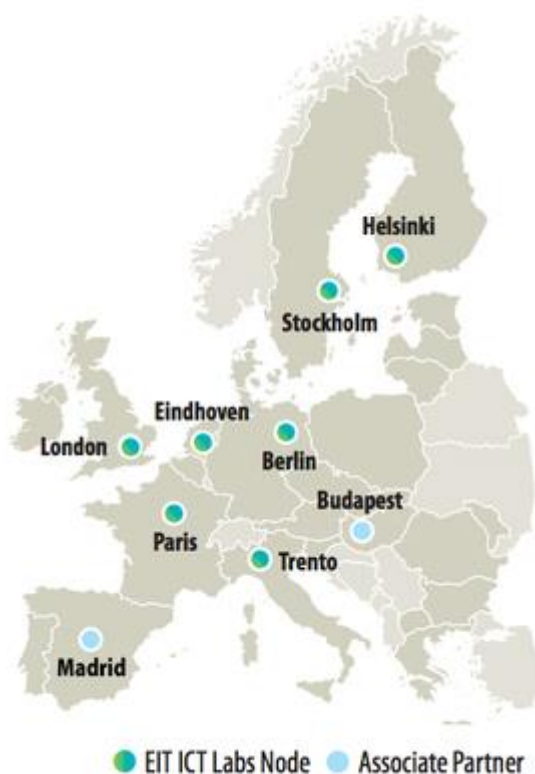 Helsinki
Stockholm
Eindhoven
London
Berlin
Budapest
Paris
Trento
Madrid
EIT ICT Labs Node Associate Partner